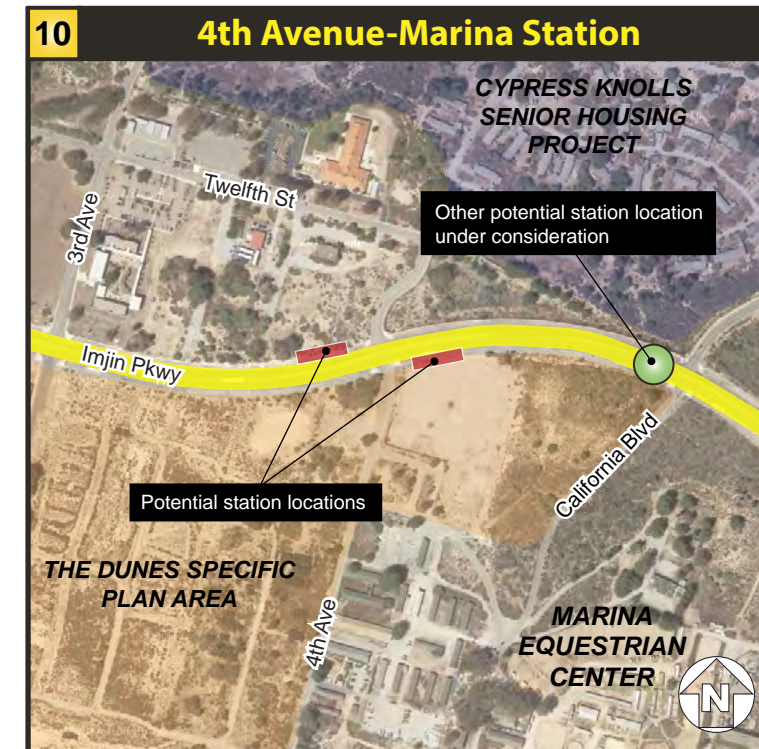 10
4th Avenue-Marina Station
CYPRESS KNOLLS
SENIOR HOUSING
PROJECT
Twelfth St
3rd Ave
Other potential station location
under consideration
Imjin Pkwy
California Blvd
Potential station locations
THE DUNES SPECIFIC
PLAN AREA
4th Ave
MARINA
EQUESTRIAN
CENTER
N